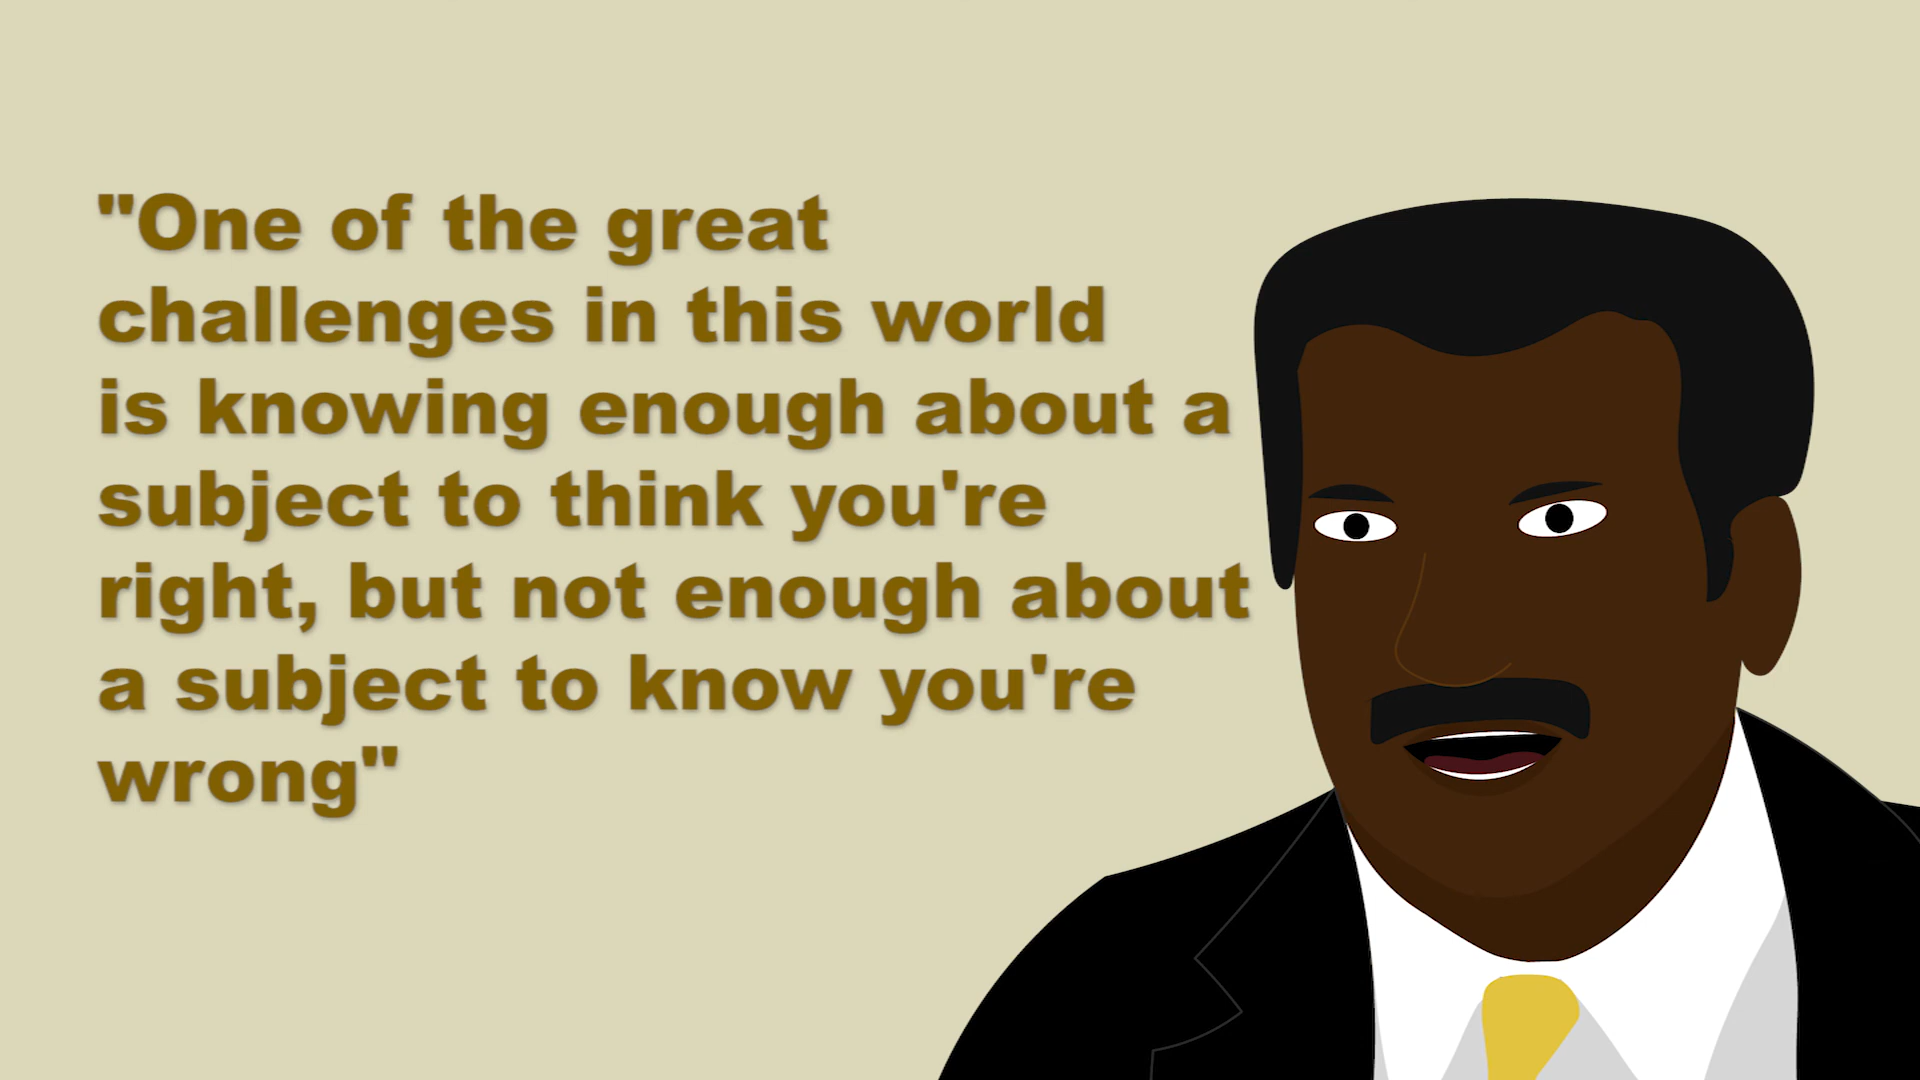 "One of the great
challenges in this world
is knowing enough about a
subject to think you're
right, but not enough about
a subject to know you're
wrong"